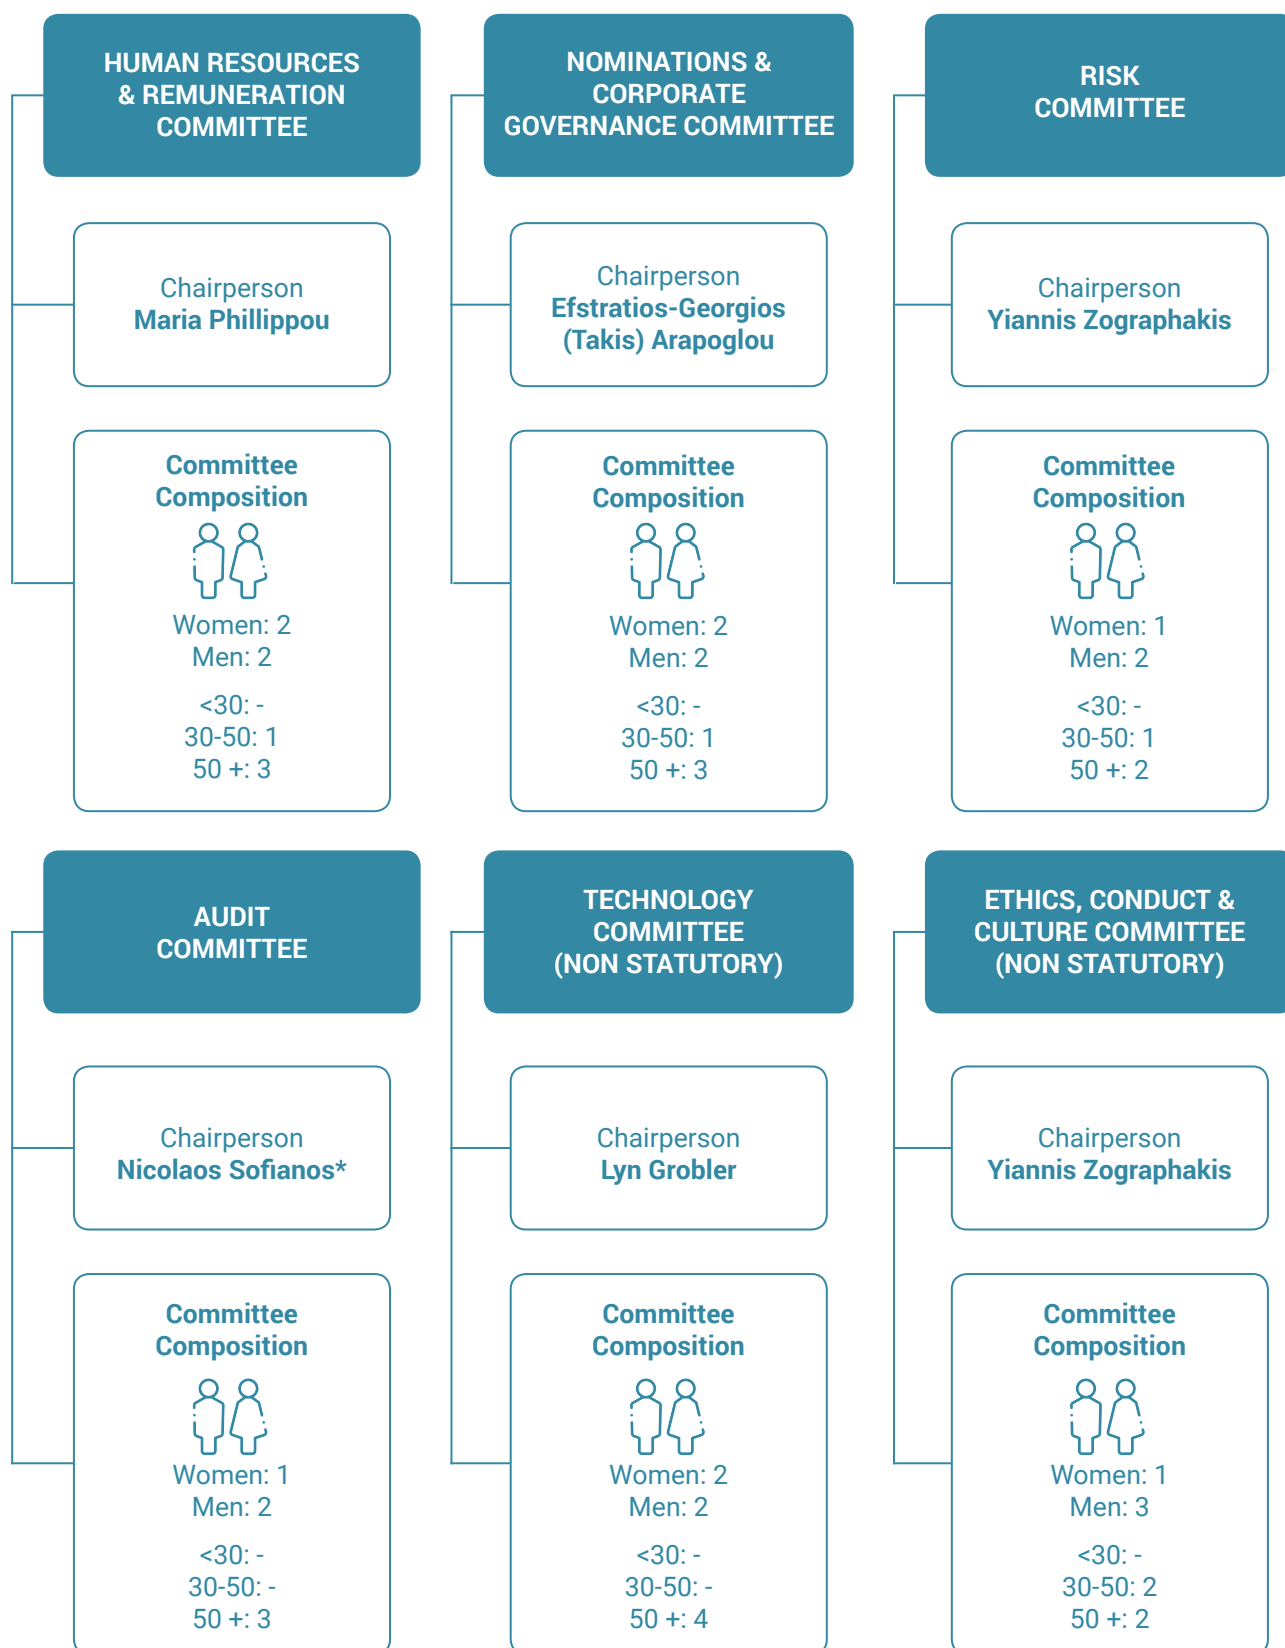 HUMAN RESOURCES
& REMUNERATION
COMMITTEE
Chairperson
Maria Phillippou
Committee
Composition
Women: 2
Men: 2
<30: -
30-50: 1
50 +: 3
NOMINATIONS &
CORPORATE
GOVERNANCE COMMITTEE
Chairperson
Efstratios-Georgios
(Takis) Arapoglou
Committee
Composition
Women: 2
Men: 2
<30: -
30-50: 1
50 +: 3
RISK
COMMITTEE
Chairperson
Yiannis Zographakis
Committee
Composition
Women: 1
Men: 2
<30: -
30-50: 1
50 +: 2
AUDIT
COMMITTEE
Chairperson
Nicolaos Sofianos*
Committee
Composition
Women: 1
Men: 2
<30: -
30-50: -
50 +: 3
TECHNOLOGY
COMMITTEE
(NON STATUTORY)
Chairperson
Lyn Grobler
Committee
Composition
Women: 2
Men: 2
<30: -
30-50: -
50 +: 4
ETHICS, CONDUCT &
CULTURE COMMITTEE
(NON STATUTORY)
Chairperson
Yiannis Zographakis
Committee
Composition
Women: 1
Men: 3
<30: -
30-50: 2
50 +: 2